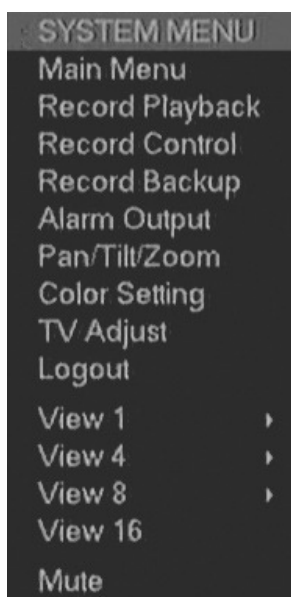 SYSTEM MENU
Main Menu
Record Playback
Record Control
Record Backup
Alarm Output
Pan/Tilt/Zoom
Color Setting
TV Adjust
Logout
View 1
View 4
View 8
View 16
Mute